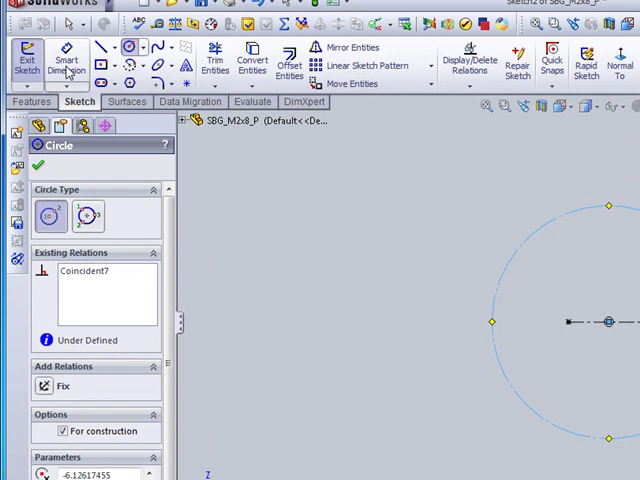 SolidWorks
Sketch2 of SBG_M2x8_P
Exit Sketch
Smart Dimension
Trim Entities
Convert Entities
Offset Entities
Mirror Entities
Linear Sketch Pattern
Move Entities
Display/Delete Relations
Repair Sketch
Quick Snaps
Rapid Sketch
Normal To
Features
Sketch
Surfaces
Data Migration
Evaluate
DimXpert
SBG_M2x8_P (Default<<De...
Circle
?
Circle Type
Existing Relations
Coincident7
Under Defined
Add Relations
Fix
Options
For construction
Parameters
-6.12617455
Z